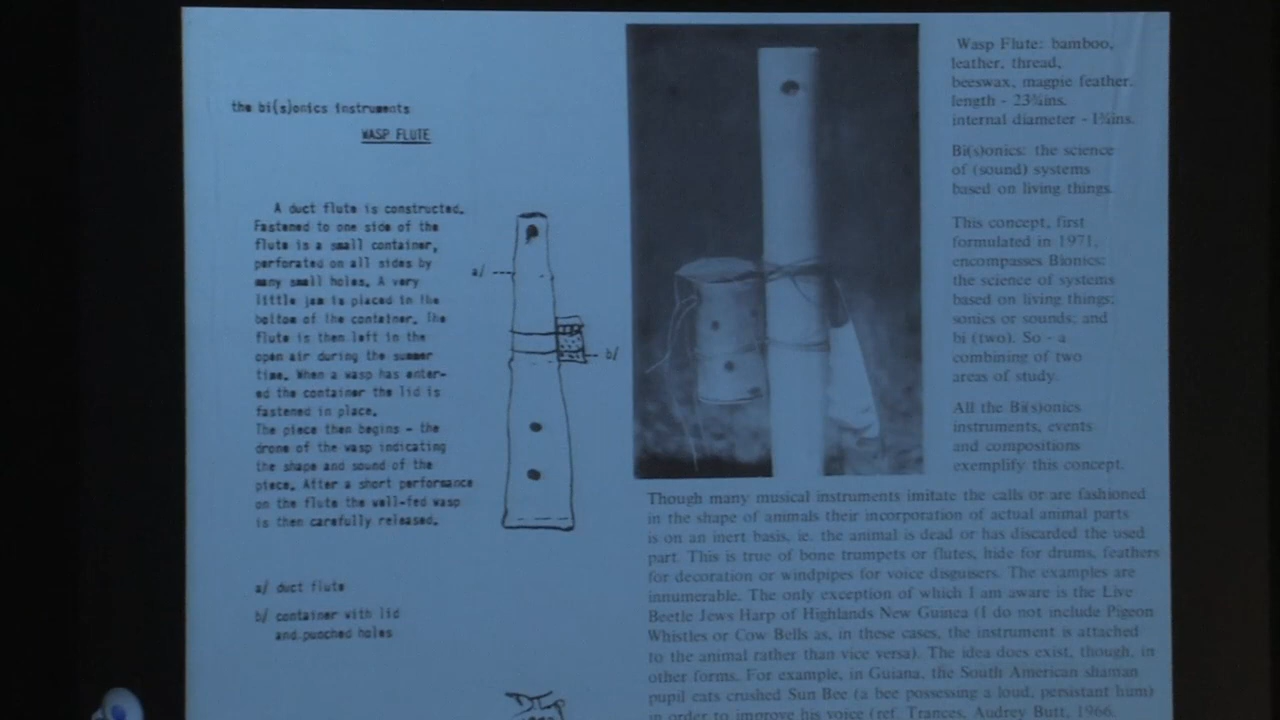 the bi(s)onics instruments
WASP FLUTE
A duct flute is constructed.
Fastened to one side of the
flute is a small container,
perforated on all sides by
many small holes. A very
little jam is placed in the
bottom of the container. The
flute is then left in the
open air during the summer
time. When a wasp has enter-
ed the container the lid is
fastened in place.
The piece then begins - the
drone of the wasp indicating
the shape and sound of the
piece. After a short performance
on the flute the well-fed wasp
is then carefully released.
a/
b/
a/ duct flute
b/ container with lid
and punched holes
Wasp Flute: bamboo,
leather, thread,
beeswax, magpie feather.
length - 23¾ins.
internal diameter - 1¾ins.
Bi(s)onics: the science
of (sound) systems
based on living things.
This concept, first
formulated in 1971,
encompasses Bionics:
the science of systems
based on living things;
sonics or sounds; and
bi (two). So - a
combining of two
areas of study.
All the Bi(s)onics
instruments, events
and compositions
exemplify this concept.
Though many musical instruments imitate the calls or are fashioned
in the shape of animals their incorporation of actual animal parts
is on an inert basis, ie. the animal is dead or has discarded the used
part. This is true of bone trumpets or flutes, hide for drums, feathers
for decoration or windpipes for voice disguisers. The examples are
innumerable. The only exception of which I am aware is the Live
Beetle Jews Harp of Highlands New Guinea (I do not include Pigeon
Whistles or Cow Bells as, in these cases, the instrument is attached
to the animal rather than vice versa). The idea does exist, though, in
other forms. For example, in Guiana, the South American shaman
pupil eats crushed Sun Bee (a bee possessing a loud, persistant hum)
in order to improve his voice (ref. Trances, Audrey Butt, 1966.